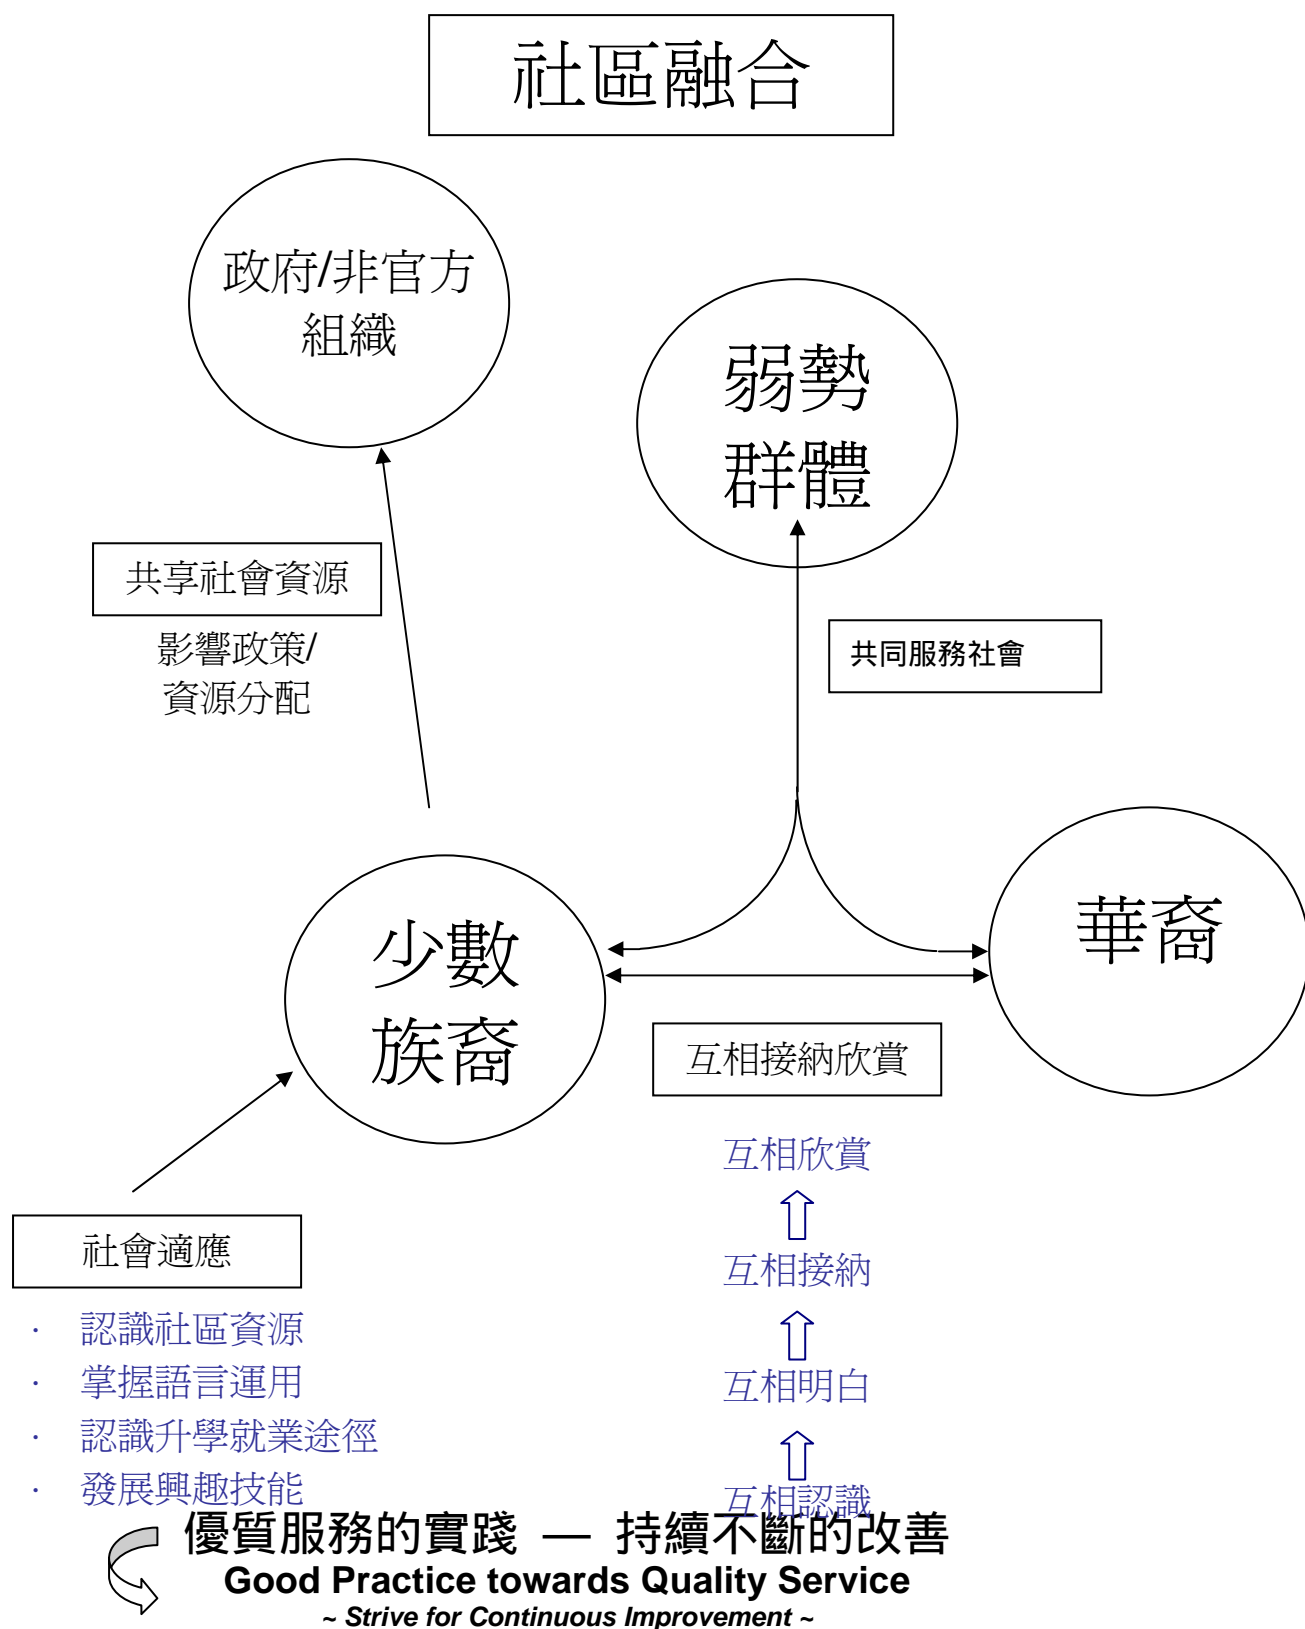 社區融合
政府/非官方
組織
弱勢
群體
共享社會資源
影響政策/
資源分配
共同服務社會
少數
族裔
華裔
互相接納欣賞
互相欣賞
互相接納
互相明白
互相認識
社會適應
· 認識社區資源
· 掌握語言運用
· 認識升學就業途徑
· 發展興趣技能
優質服務的實踐 — 持續不斷的改善
Good Practice towards Quality Service
~ Strive for Continuous Improvement ~